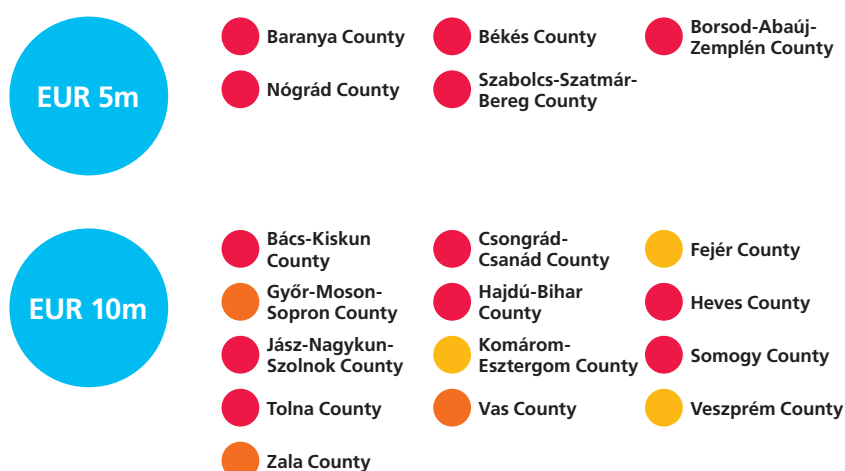 EUR 5m
Baranya County
Békés County
Borsod-Abaúj-
Zemplén County
Nógrád County
Szabolcs-Szatmár-
Bereg County
EUR 10m
Bács-Kiskun
County
Csongrád-
Csanád County
Fejér County
Győr-Moson-
Sopron County
Hajdú-Bihar
County
Heves County
Jász-Nagykun-
Szolnok County
Komárom-
Esztergom County
Somogy County
Tolna County
Vas County
Veszprém County
Zala County